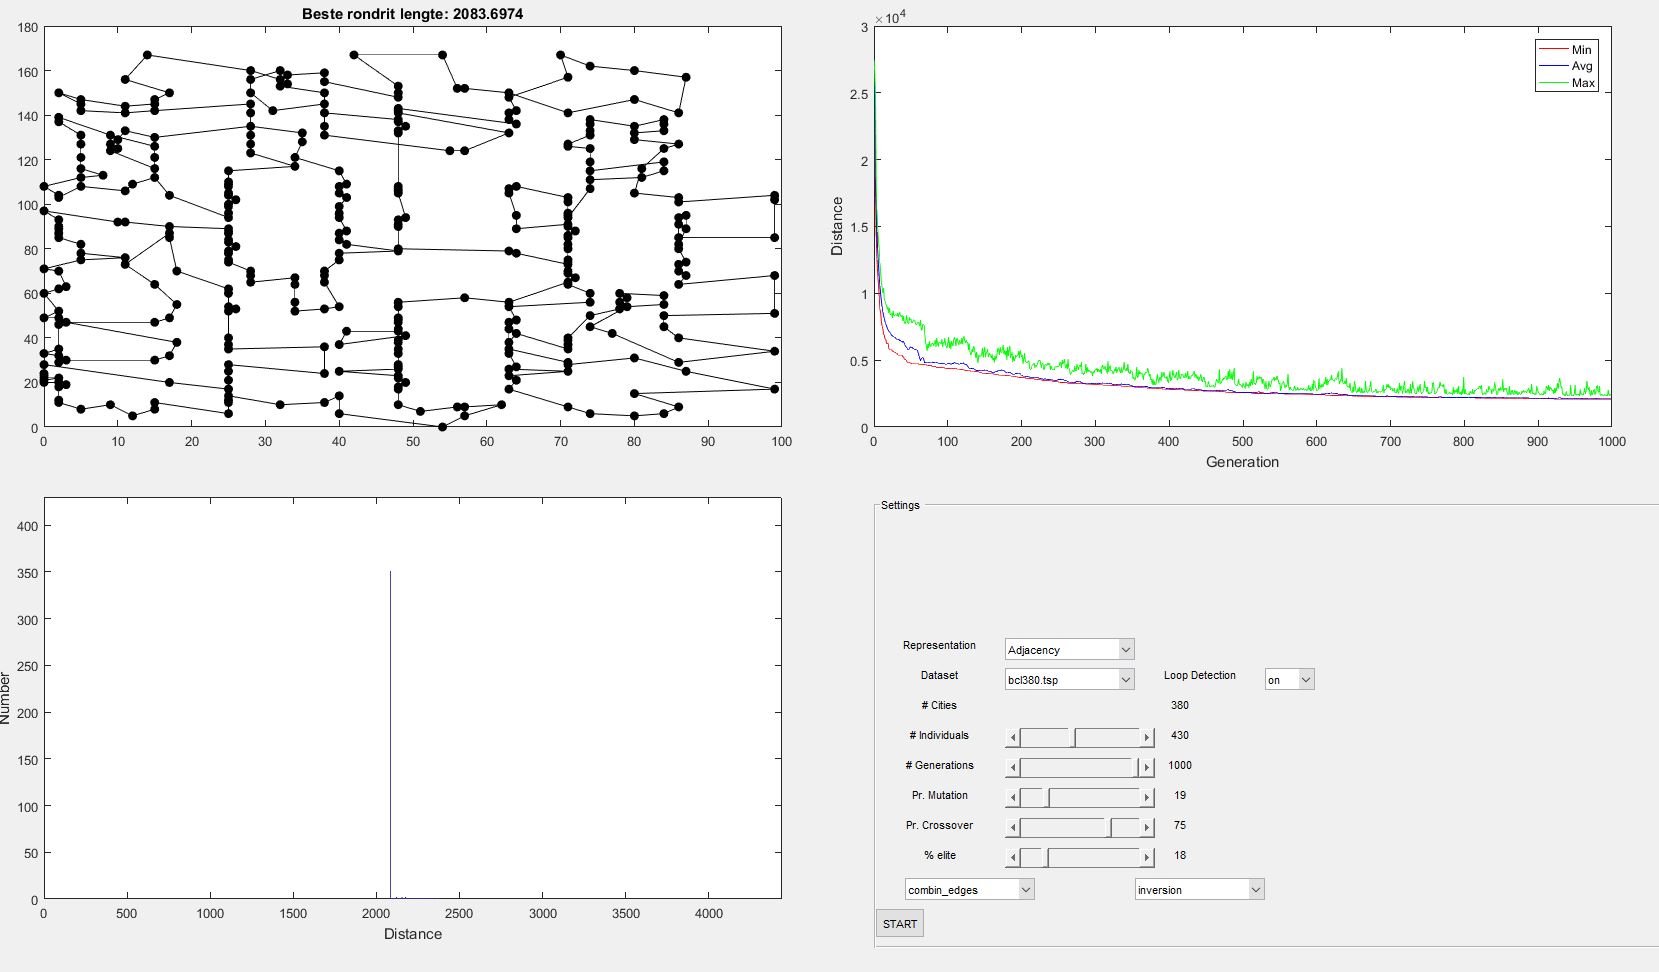 Beste rondrit lengte: 2083.6974
180
160
140
120
100
80
60
40
20
0
0 10 20 30 40 50 60 70 80 90 100
×10^4
3
2.5
2
1.5
1
0.5
0
Distance
0 100 200 300 400 500 600 700 800 900 1000
Generation
Min
Avg
Max
400
350
300
250
200
150
100
50
0
Number
0 500 1000 1500 2000 2500 3000 3500 4000
Distance
Settings
Representation Adjacency
Dataset bcl380.tsp Loop Detection on
# Cities 380
# Individuals 430
# Generations 1000
Pr. Mutation 19
Pr. Crossover 75
% elite 18
combin_edges inversion
START